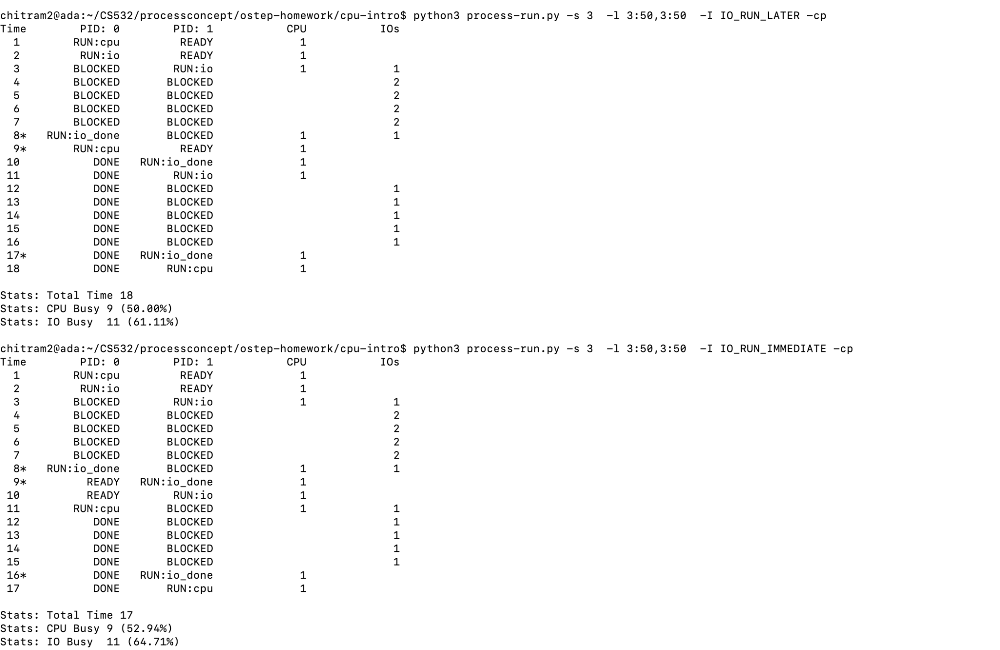 chitram2@ada:~/CS532/processconcept/ostep-homework/cpu-intro$ python3 process-run.py -s 3  -l 3:50,3:50  -I IO_RUN_LATER -cp
Time        PID: 0        PID: 1           CPU           IOs
  1        RUN:cpu         READY             1
  2         RUN:io         READY             1
  3        BLOCKED        RUN:io             1             1
  4        BLOCKED       BLOCKED                           2
  5        BLOCKED       BLOCKED                           2
  6        BLOCKED       BLOCKED                           2
  7        BLOCKED       BLOCKED                           2
  8*   RUN:io_done       BLOCKED             1             1
  9*       RUN:cpu         READY             1
 10           DONE   RUN:io_done             1
 11           DONE        RUN:io             1
 12           DONE       BLOCKED                           1
 13           DONE       BLOCKED                           1
 14           DONE       BLOCKED                           1
 15           DONE       BLOCKED                           1
 16           DONE       BLOCKED                           1
 17*          DONE   RUN:io_done             1
 18           DONE       RUN:cpu             1
Stats: Total Time 18
Stats: CPU Busy 9 (50.00%)
Stats: IO Busy  11 (61.11%)
chitram2@ada:~/CS532/processconcept/ostep-homework/cpu-intro$ python3 process-run.py -s 3  -l 3:50,3:50  -I IO_RUN_IMMEDIATE -cp
Time        PID: 0        PID: 1           CPU           IOs
  1        RUN:cpu         READY             1
  2         RUN:io         READY             1
  3        BLOCKED        RUN:io             1             1
  4        BLOCKED       BLOCKED                           2
  5        BLOCKED       BLOCKED                           2
  6        BLOCKED       BLOCKED                           2
  7        BLOCKED       BLOCKED                           2
  8*   RUN:io_done       BLOCKED             1             1
  9*         READY   RUN:io_done             1
 10          READY        RUN:io             1
 11        RUN:cpu       BLOCKED             1             1
 12           DONE       BLOCKED                           1
 13           DONE       BLOCKED                           1
 14           DONE       BLOCKED                           1
 15           DONE       BLOCKED                           1
 16*          DONE   RUN:io_done             1
 17           DONE       RUN:cpu             1
Stats: Total Time 17
Stats: CPU Busy 9 (52.94%)
Stats: IO Busy  11 (64.71%)